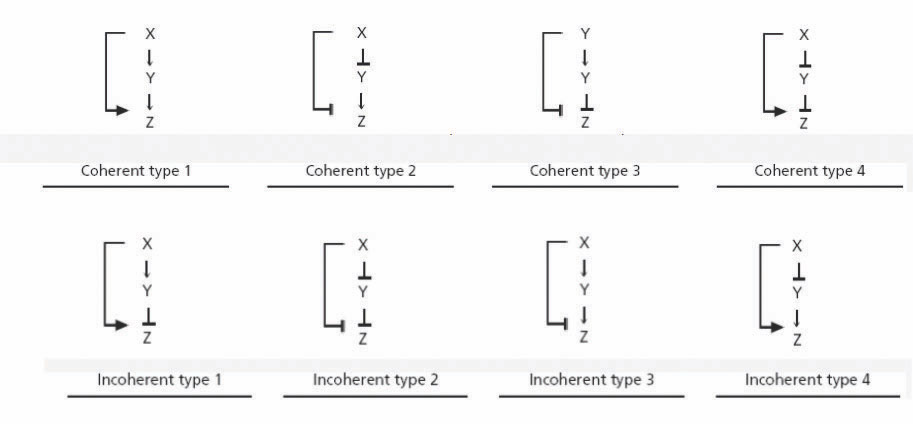 X X Y X
Y Y Y Y
Z Z Z Z
Coherent type 1 Coherent type 2 Coherent type 3 Coherent type 4
X X X X
Y Y Y Y
Z Z Z Z
Incoherent type 1 Incoherent type 2 Incoherent type 3 Incoherent type 4